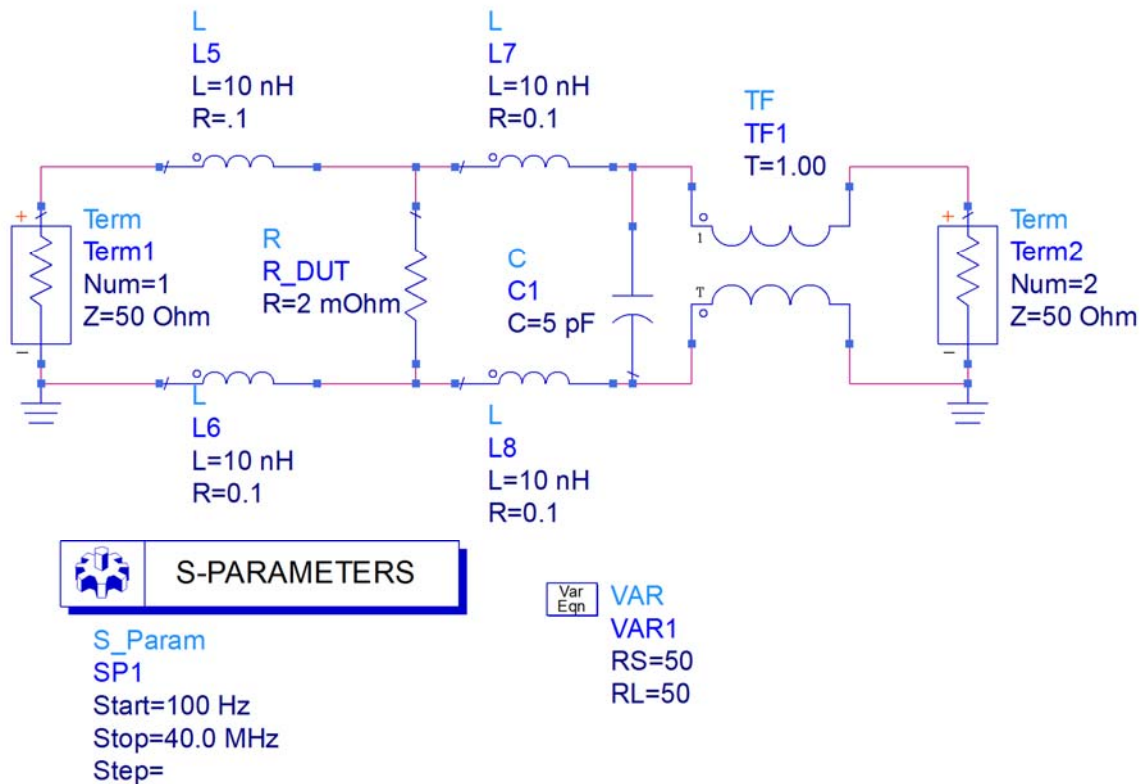 L
L5
L=10 nH
R=.1
L
L7
L=10 nH
R=0.1
TF
TF1
T=1.00
+
Term
Term1
Num=1
Z=50 Ohm
−
R
R_DUT
R=2 mOhm
C
C1
C=5 pF
1
T
+
Term
Term2
Num=2
Z=50 Ohm
−
L
L6
L=10 nH
R=0.1
L
L8
L=10 nH
R=0.1
S-PARAMETERS
S_Param
SP1
Start=100 Hz
Stop=40.0 MHz
Step=
Var
Eqn
VAR
VAR1
RS=50
RL=50